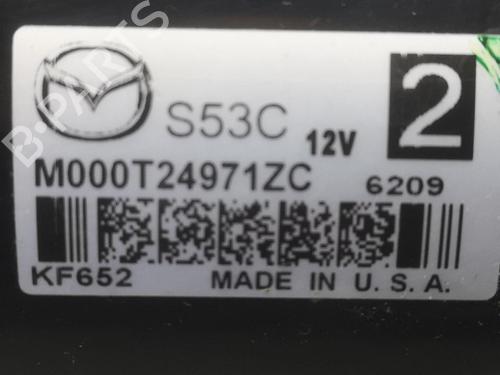 S53C 12V 2
M000T24971ZC 6209
KF652 MADE IN U.S.A.
B-PARTS